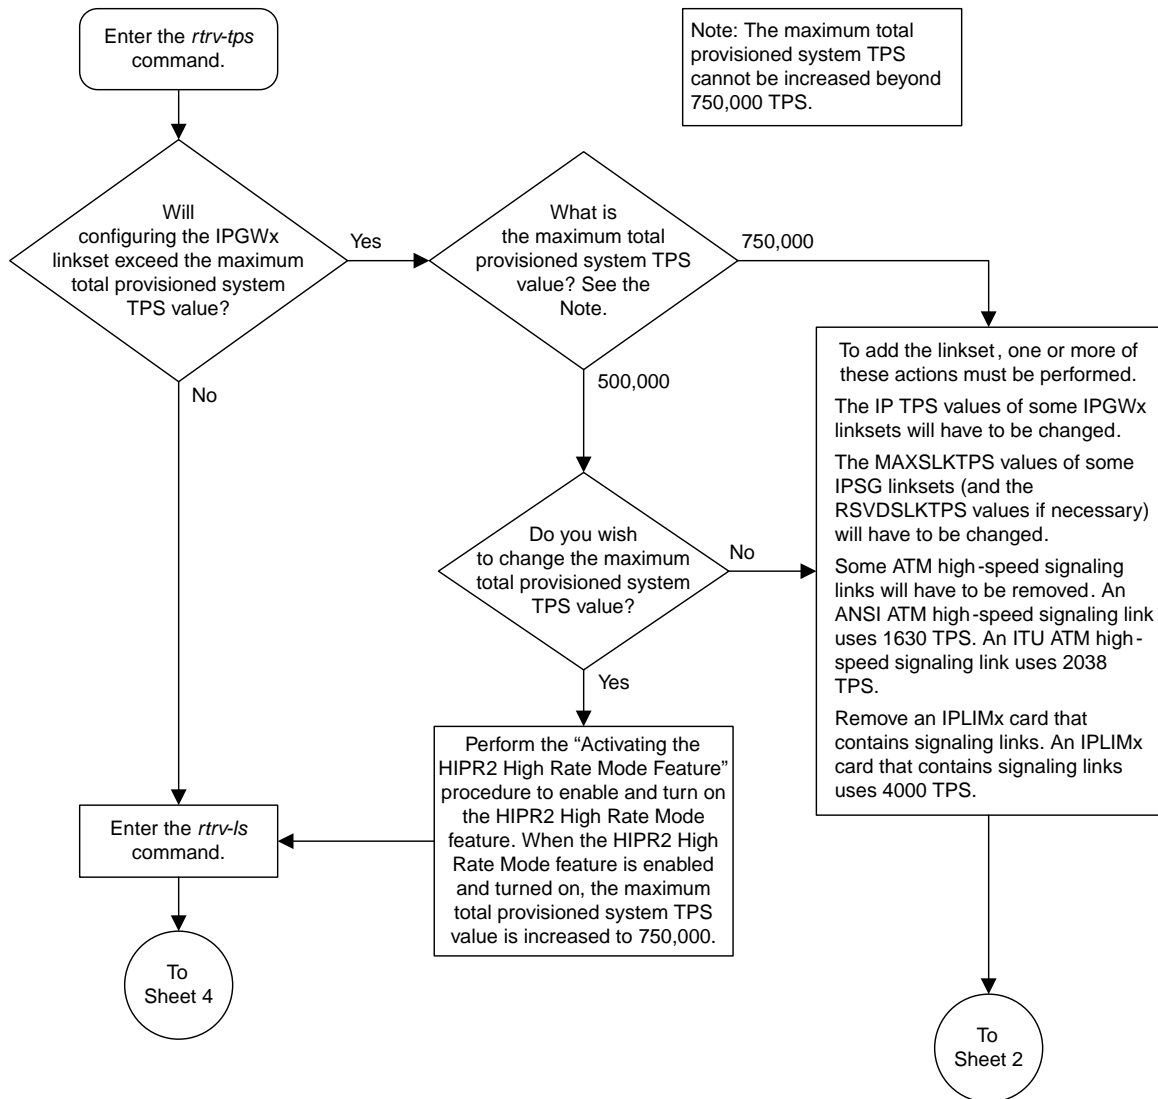 Enter the rtrv-tps
command.
Note: The maximum total
provisioned system TPS
cannot be increased beyond
750,000 TPS.
Will
configuring the IPGWx
linkset exceed the maximum
total provisioned system
TPS value?
Yes
No
What is
the maximum total
provisioned system TPS
value? See the
Note.
750,000
500,000
To add the linkset, one or more of
these actions must be performed.
The IP TPS values of some IPGWx
linksets will have to be changed.
The MAXSLKTPS values of some
IPSG linksets (and the
RSVDSLKTPS values if necessary)
will have to be changed.
Some ATM high-speed signaling
links will have to be removed. An
ANSI ATM high-speed signaling link
uses 1630 TPS. An ITU ATM high-
speed signaling link uses 2038
TPS.
Remove an IPLIMx card that
contains signaling links. An IPLIMx
card that contains signaling links
uses 4000 TPS.
Do you wish
to change the maximum
total provisioned system
TPS value?
No
Yes
Perform the “Activating the
HIPR2 High Rate Mode Feature”
procedure to enable and turn on
the HIPR2 High Rate Mode
feature. When the HIPR2 High
Rate Mode feature is enabled
and turned on, the maximum
total provisioned system TPS
value is increased to 750,000.
Enter the rtrv-ls
command.
To
Sheet 4
To
Sheet 2